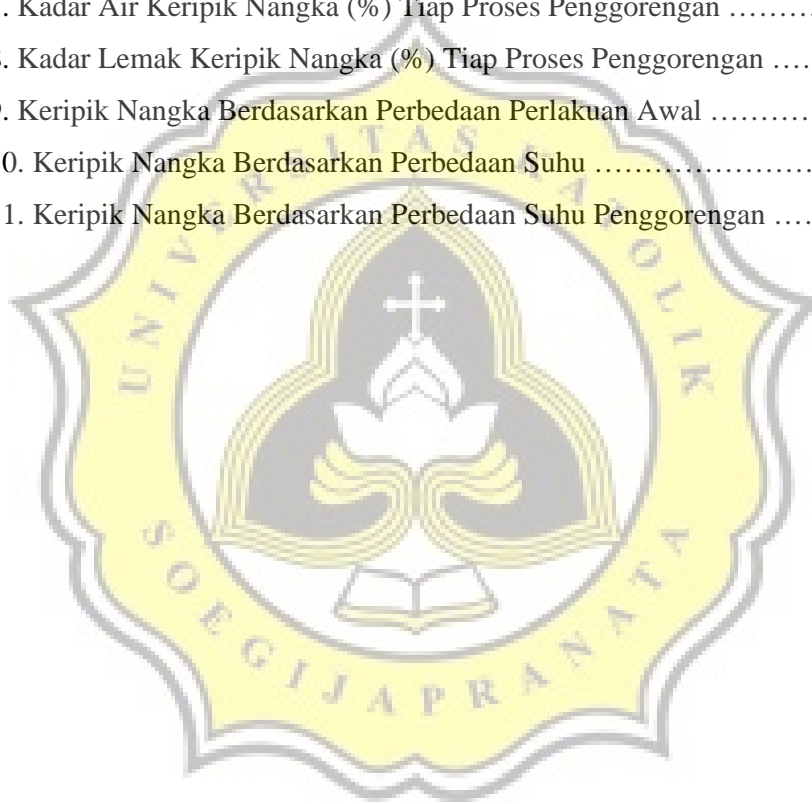 . Kadar Air Keripik Nangka (%) Tiap Proses Penggorengan ………
. Kadar Lemak Keripik Nangka (%) Tiap Proses Penggorengan ….
. Keripik Nangka Berdasarkan Perbedaan Perlakuan Awal ………….
0. Keripik Nangka Berdasarkan Perbedaan Suhu ………………….
1. Keripik Nangka Berdasarkan Perbedaan Suhu Penggorengan ….
UNIVERSITAS KATOLIK
SOEGIJAPRANATA